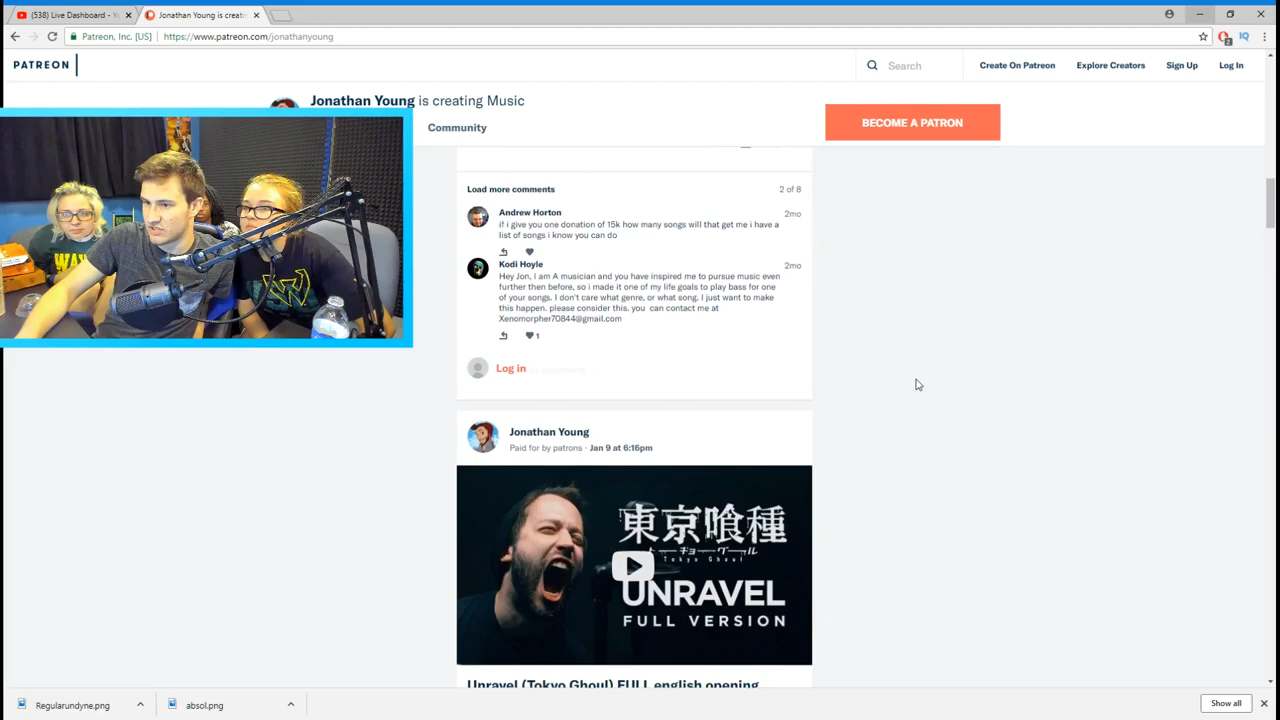 (538) Live Dashboard - Yo
Jonathan Young is creatin
Patreon, Inc. [US]
https://www.patreon.com/jonathanyoung
PATREON
Search
Create On Patreon
Explore Creators
Sign Up
Log In
Jonathan Young is creating Music
Community
BECOME A PATRON
Load more comments
2 of 8
Andrew Horton
2mo
if i give you one donation of 15k how many songs will that get me i have a
list of songs i know you can do
Kodi Hoyle
2mo
Hey Jon, I am A musician and you have inspired me to pursue music even
further then before, so i made it one of my life goals to play bass for one
of your songs. I don't care what genre, or what song. I just want to make
this happen. please consider this. you can contact me at
Xenomorpher70844@gmail.com
1
Log in
Jonathan Young
Paid for by patrons · Jan 9 at 6:16pm
東京喰種
トーキョーグール
Tokyo Ghoul
UNRAVEL
FULL VERSION
Unravel (Tokyo Ghoul) FULL english opening
Regularundyne.png
absol.png
Show all